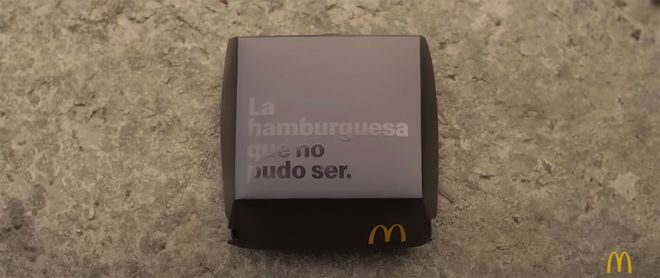 La
hamburguesa
que no
pudo ser.